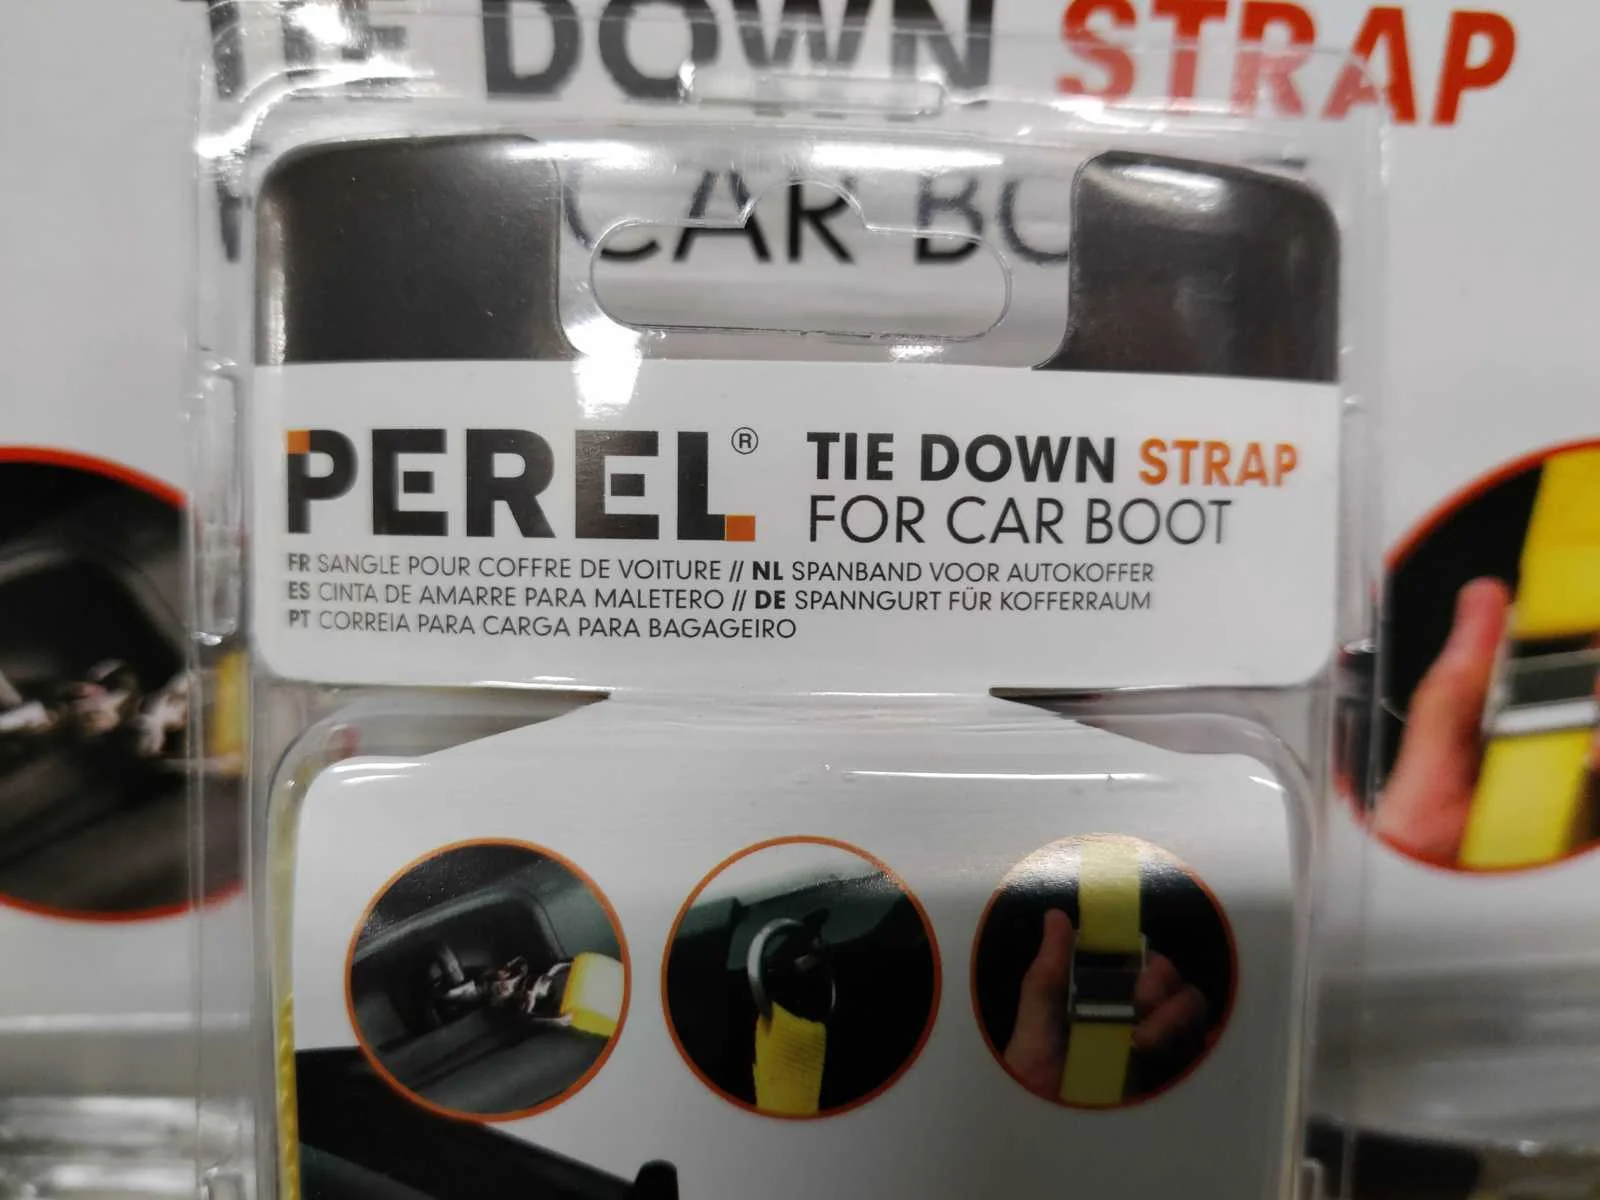 TIE DOWN STRAP
CAR
PEREL® TIE DOWN STRAP
FOR CAR BOOT
FR SANGLE POUR COFFRE DE VOITURE // NL SPANBAND VOOR AUTOKOFFER
ES CINTA DE AMARRE PARA MALETERO // DE SPANNGURT FÜR KOFFERRAUM
PT CORREIA PARA CARGA PARA BAGAGEIRO